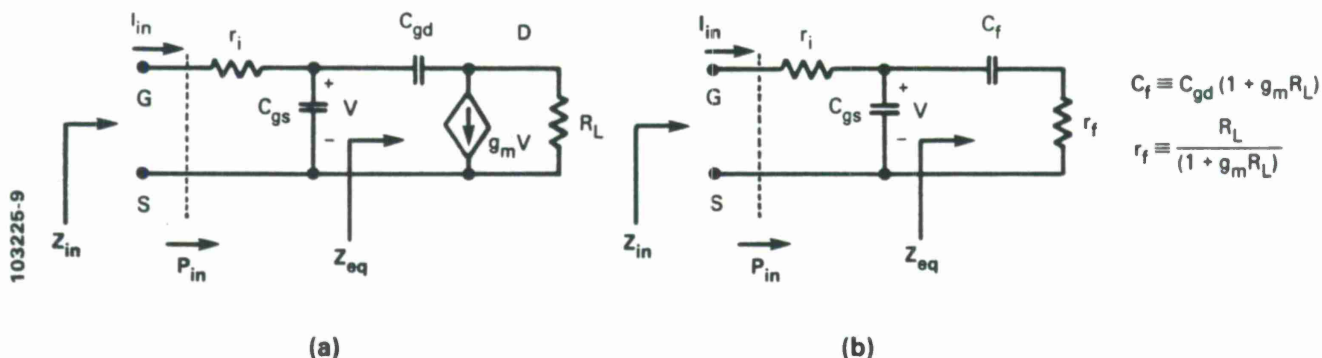 I_in
r_i
C_gd
D
G
C_gs
+
V
−
g_mV
R_L
S
Z_in
P_in
Z_eq
(a)
I_in
r_i
C_f
G
C_gs
+
V
−
r_f
S
Z_in
P_in
Z_eq
(b)
C_f ≡ C_gd (1 + g_mR_L)
r_f ≡ R_L / (1 + g_mR_L)
103225-9